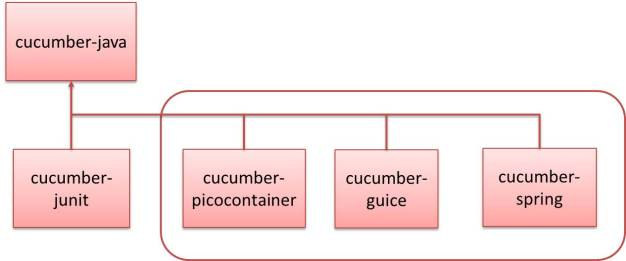 cucumber-java
cucumber-
junit
cucumber-
picocontainer
cucumber-
guice
cucumber-
spring